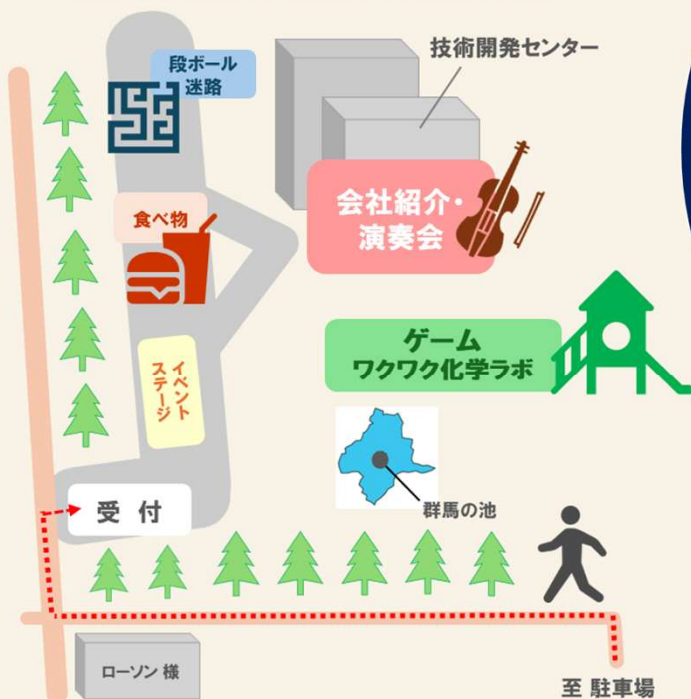 技術開発センター
段ボール
迷路
会社紹介・
演奏会
食べ物
ゲーム
ワクワク化学ラボ
イベント
ステージ
群馬の池
受 付
ローソン 様
至 駐車場